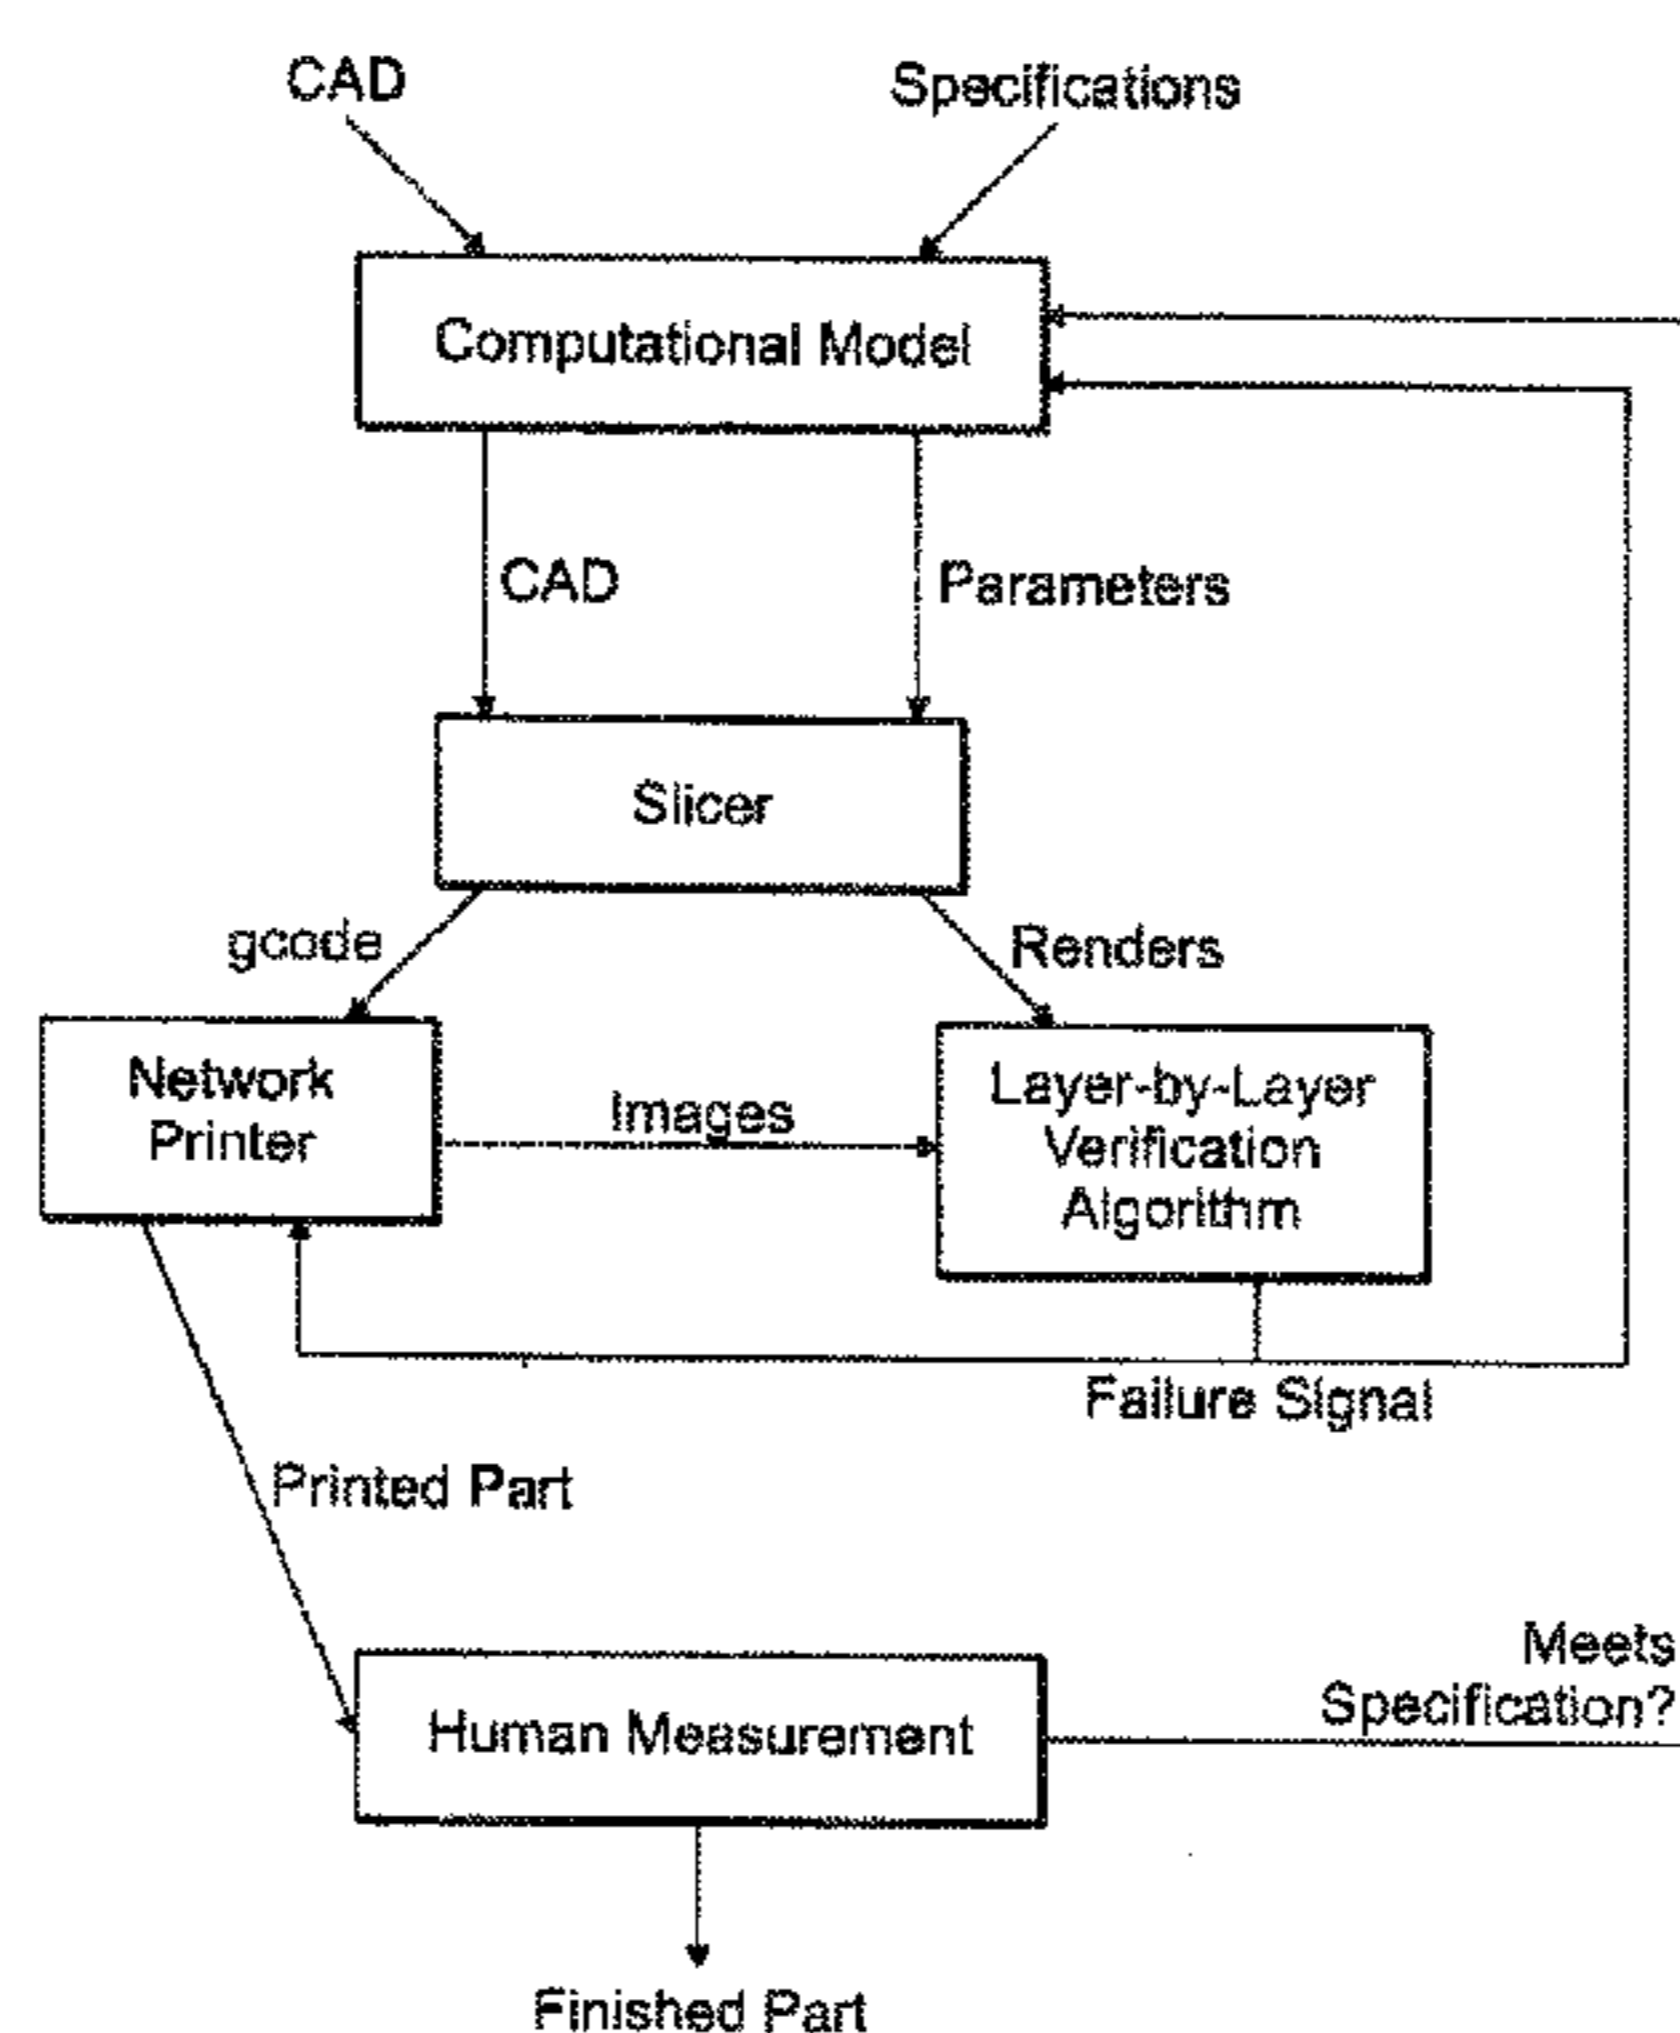 CAD
Specifications
Computational Model
CAD
Parameters
Slicer
gcode
Renders
Network
Printer
Images
Layer-by-Layer
Verification
Algorithm
Failure Signal
Printed Part
Meets
Specification?
Human Measurement
Finished Part